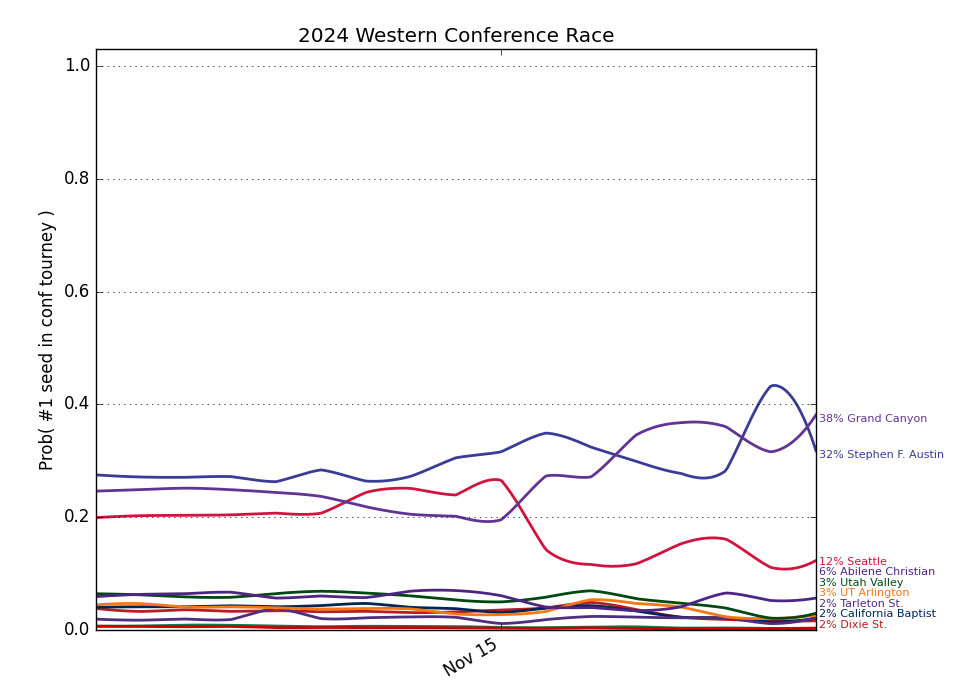 2024 Western Conference Race
Prob( #1 seed in conf tourney )
1.0
0.8
0.6
0.4
0.2
0.0
Nov 15
38% Grand Canyon
32% Stephen F. Austin
12% Seattle
6% Abilene Christian
3% Utah Valley
3% UT Arlington
2% Tarleton St.
2% California Baptist
2% Dixie St.